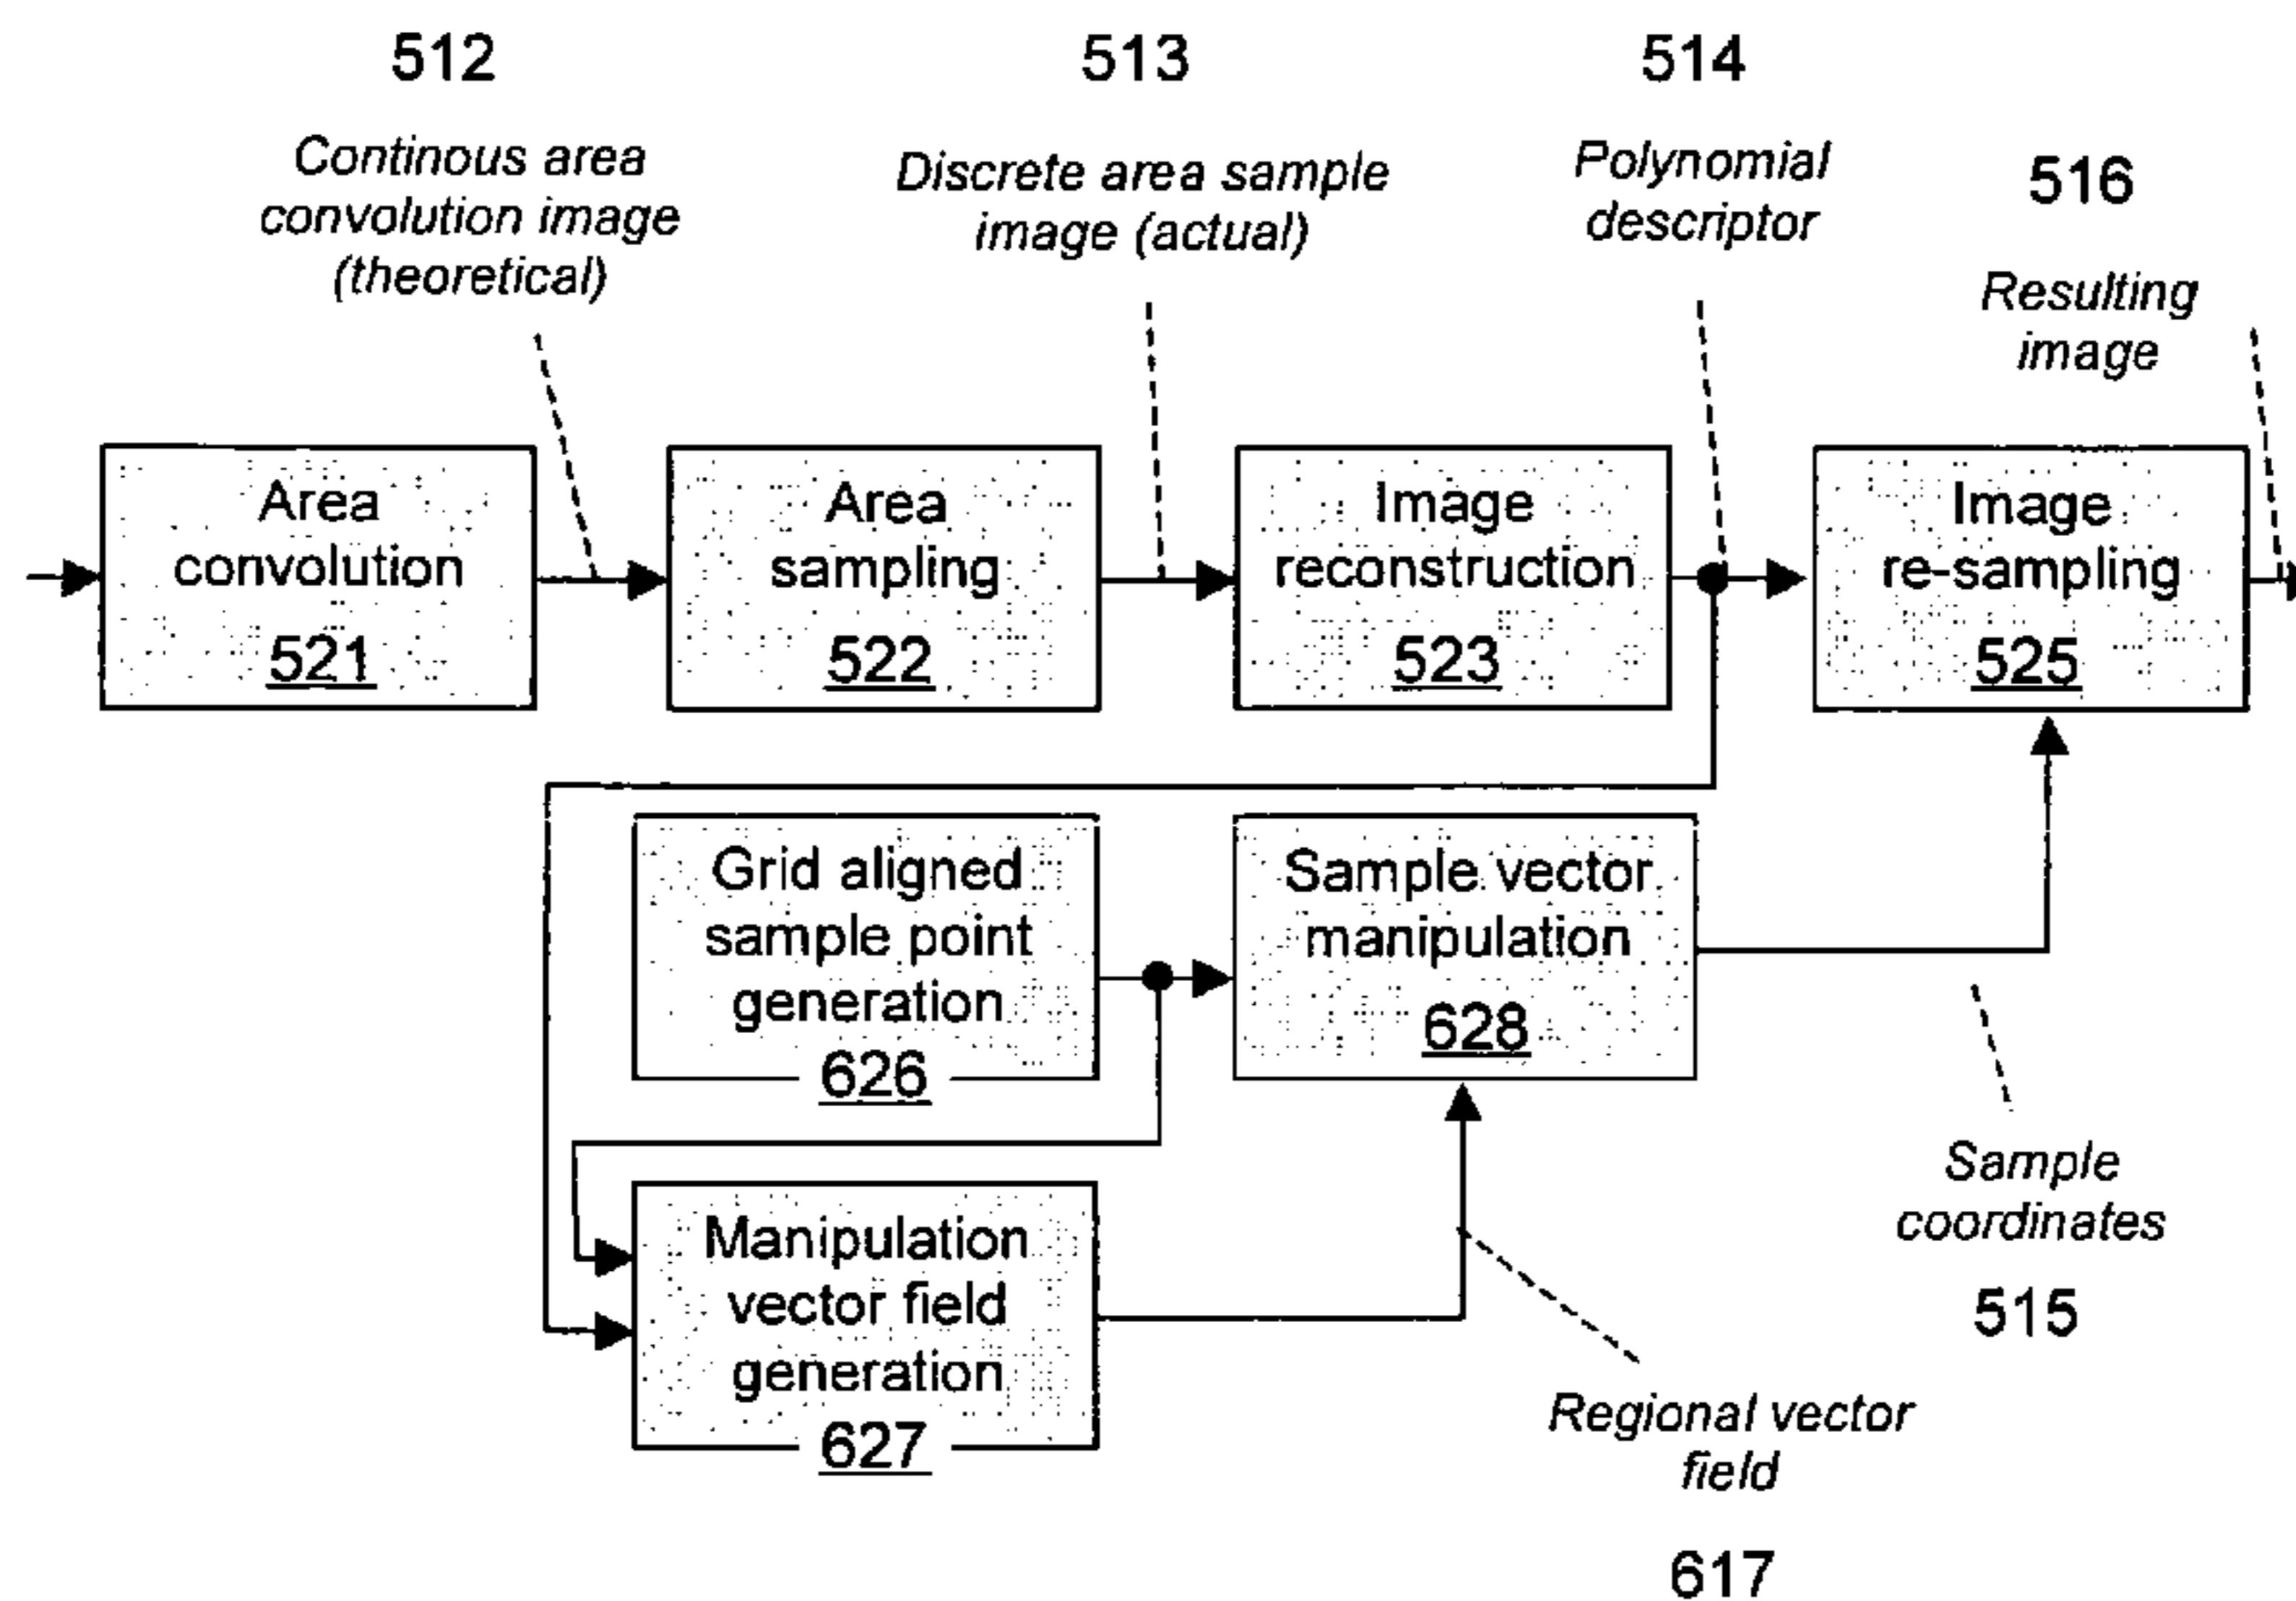 512
Continous area
convolution image
(theoretical)
513
Discrete area sample
image (actual)
514
Polynomial
descriptor
516
Resulting
image
Area
convolution
521
Area
sampling
522
Image
reconstruction
523
Image
re-sampling
525
Grid aligned
sample point
generation
626
Sample vector
manipulation
628
Manipulation
vector field
generation
627
Sample
coordinates
515
Regional vector
field
617